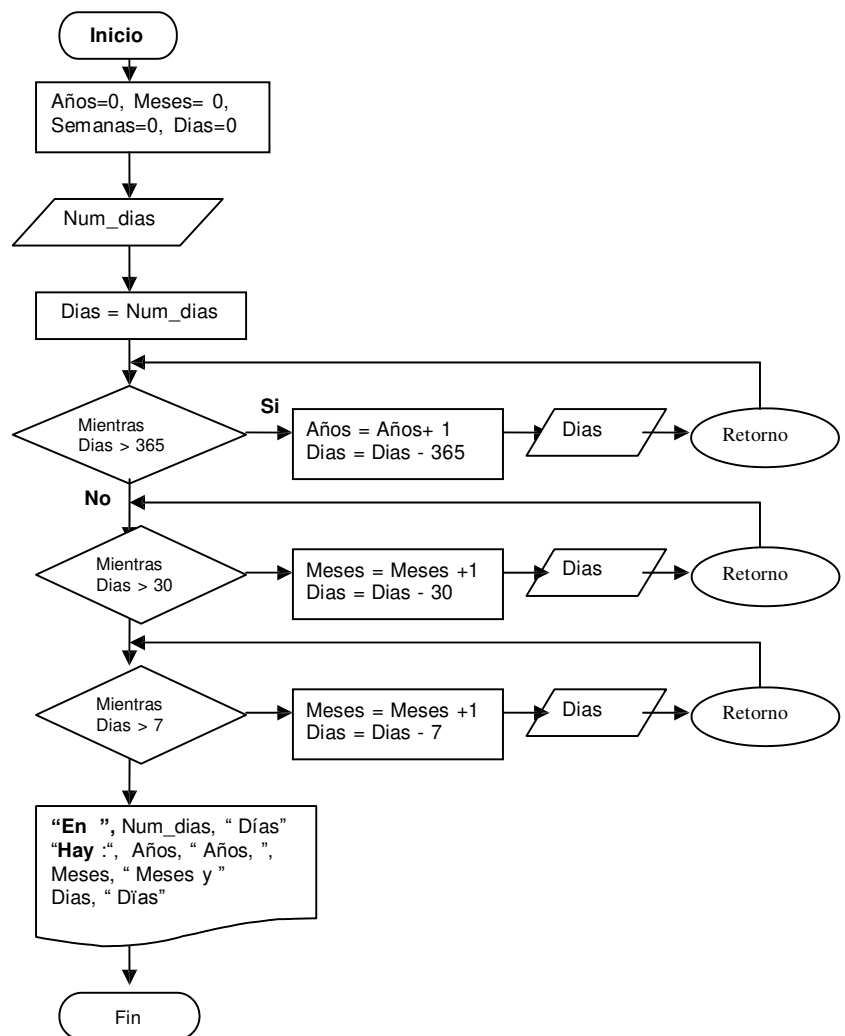 Inicio
Años=0, Meses= 0,
Semanas=0, Dias=0
Num_dias
Dias = Num_dias
Mientras
Dias > 365
Si
Años = Años+ 1
Dias = Dias - 365
Dias
Retorno
No
Mientras
Dias > 30
Meses = Meses +1
Dias = Dias - 30
Dias
Retorno
Mientras
Dias > 7
Meses = Meses +1
Dias = Dias - 7
Dias
Retorno
“En ”, Num_dias, “ Días”
“Hay :“, Años, “ Años, ”,
Meses, “ Meses y ”
Dias, “ Dïas”
Fin